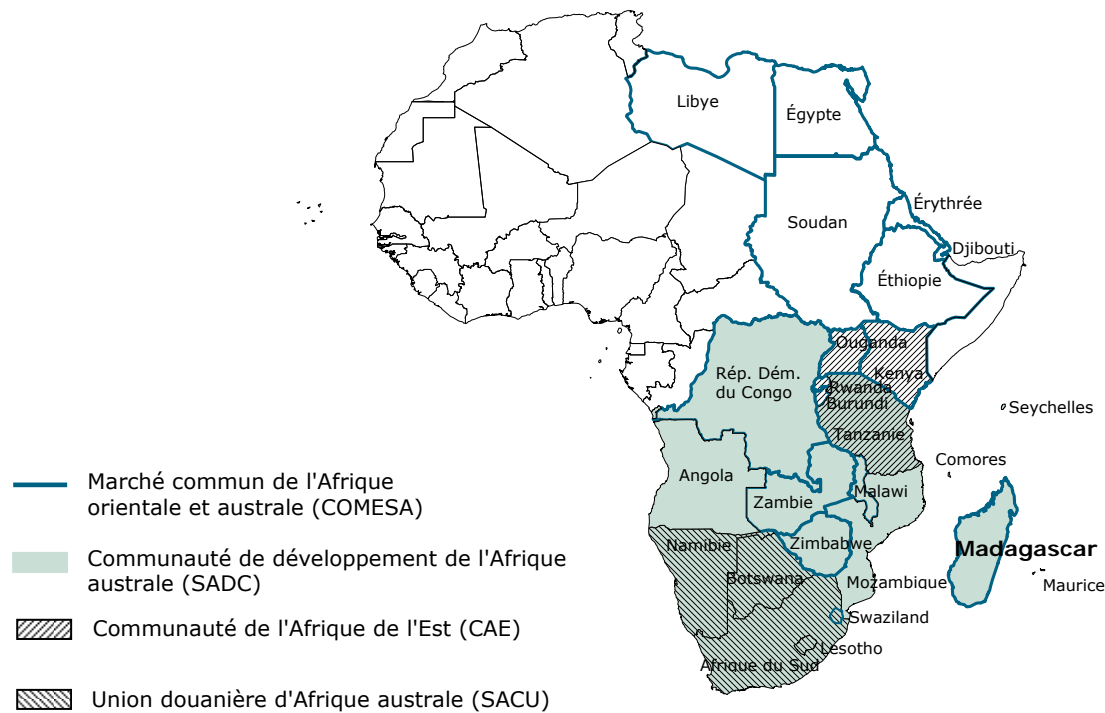 Libye
Égypte
Soudan
Érythrée
Djibouti
Éthiopie
Ouganda
Kenya
Rép. Dém.
du Congo
Rwanda
Burundi
Tanzanie
Seychelles
Comores
Angola
Zambie
Malawi
Namibie
Zimbabwe
Madagascar
Botswana
Mozambique
Maurice
Swaziland
Lesotho
Afrique du Sud
Marché commun de l'Afrique
orientale et australe (COMESA)
Communauté de développement de l'Afrique
australe (SADC)
Communauté de l'Afrique de l'Est (CAE)
Union douanière d'Afrique australe (SACU)